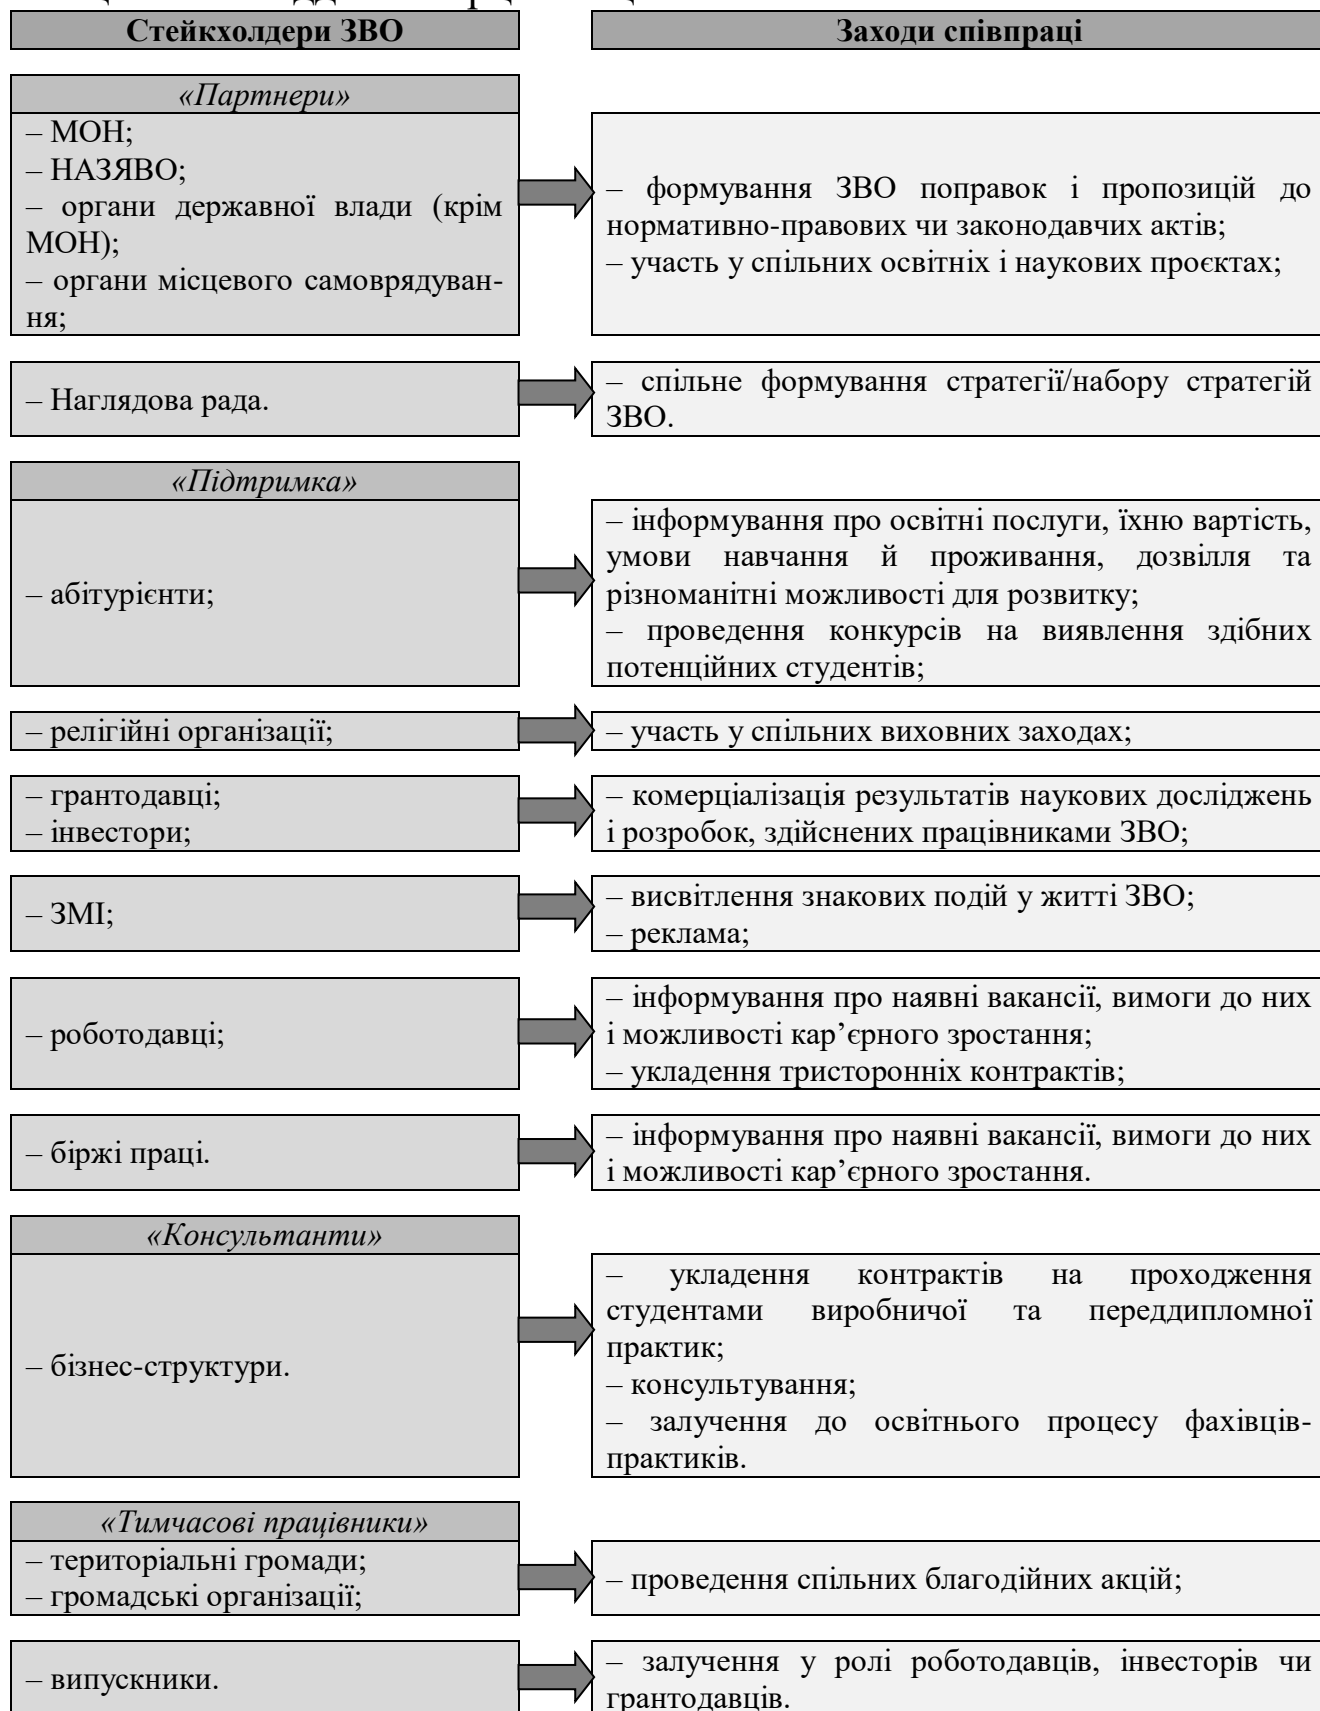 Стейкхолдери ЗВО
Заходи співпраці
«Партнери»
– МОН;
– НАЗЯВО;
– органи державної влади (крім
МОН);
– органи місцевого самоврядуван-
ня;
– формування ЗВО поправок і пропозицій до
нормативно-правових чи законодавчих актів;
– участь у спільних освітніх і наукових проєктах;
– Наглядова рада.
– спільне формування стратегії/набору стратегій
ЗВО.
«Підтримка»
– абітурієнти;
– інформування про освітні послуги, їхню вартість,
умови навчання й проживання, дозвілля та
різноманітні можливості для розвитку;
– проведення конкурсів на виявлення здібних
потенційних студентів;
– релігійні організації;
– участь у спільних виховних заходах;
– грантодавці;
– інвестори;
– комерціалізація результатів наукових досліджень
і розробок, здійснених працівниками ЗВО;
– ЗМІ;
– висвітлення знакових подій у житті ЗВО;
– реклама;
– роботодавці;
– інформування про наявні вакансії, вимоги до них
і можливості кар’єрного зростання;
– укладення тристоронніх контрактів;
– біржі праці.
– інформування про наявні вакансії, вимоги до них
і можливості кар’єрного зростання.
«Консультанти»
– бізнес-структури.
– укладення контрактів на проходження
студентами виробничої та переддипломної
практик;
– консультування;
– залучення до освітнього процесу фахівців-
практиків.
«Тимчасові працівники»
– територіальні громади;
– громадські організації;
– проведення спільних благодійних акцій;
– випускники.
– залучення у ролі роботодавців, інвесторів чи
грантодавців.